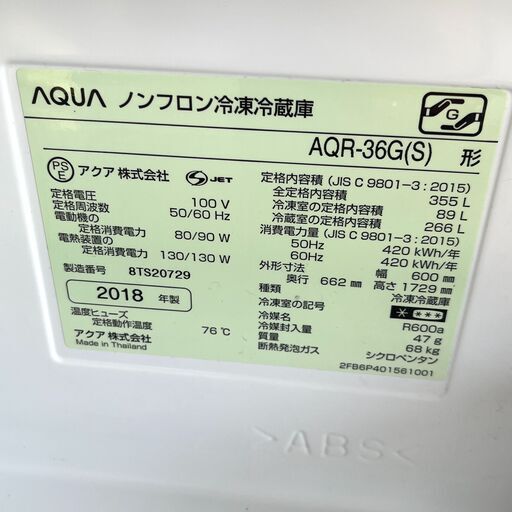 AQUA ノンフロン冷凍冷蔵庫
G
AQR-36G(S) 形
PS E アクア 株式会社 S JET
定格電圧 100 V
定格周波数 50/60 Hz
電動機の
定格消費電力 80/90 W
電熱装置の
定格消費電力 130/130 W
製造番号 8TS20729
2018 年製
温度ヒューズ
定格動作温度 76℃
アクア 株式会社
Made in Thailand
定格内容積 (JIS C 9801-3 : 2015)
全定格内容積 355 L
冷凍室の定格内容積 89 L
冷蔵室の定格内容積 266 L
消費電力量 (JIS C 9801-3 : 2015)
50Hz 420 kWh/年
60Hz 420 kWh/年
外形寸法 幅 600 mm
奥行 662 mm 高さ 1729 mm
種類 冷凍冷蔵庫
冷凍室の記号 * ***
冷媒名 R600a
冷媒封入量 47 g
質量 68 kg
断熱発泡ガス シクロペンタン
2FB6P401561001
>ABS<